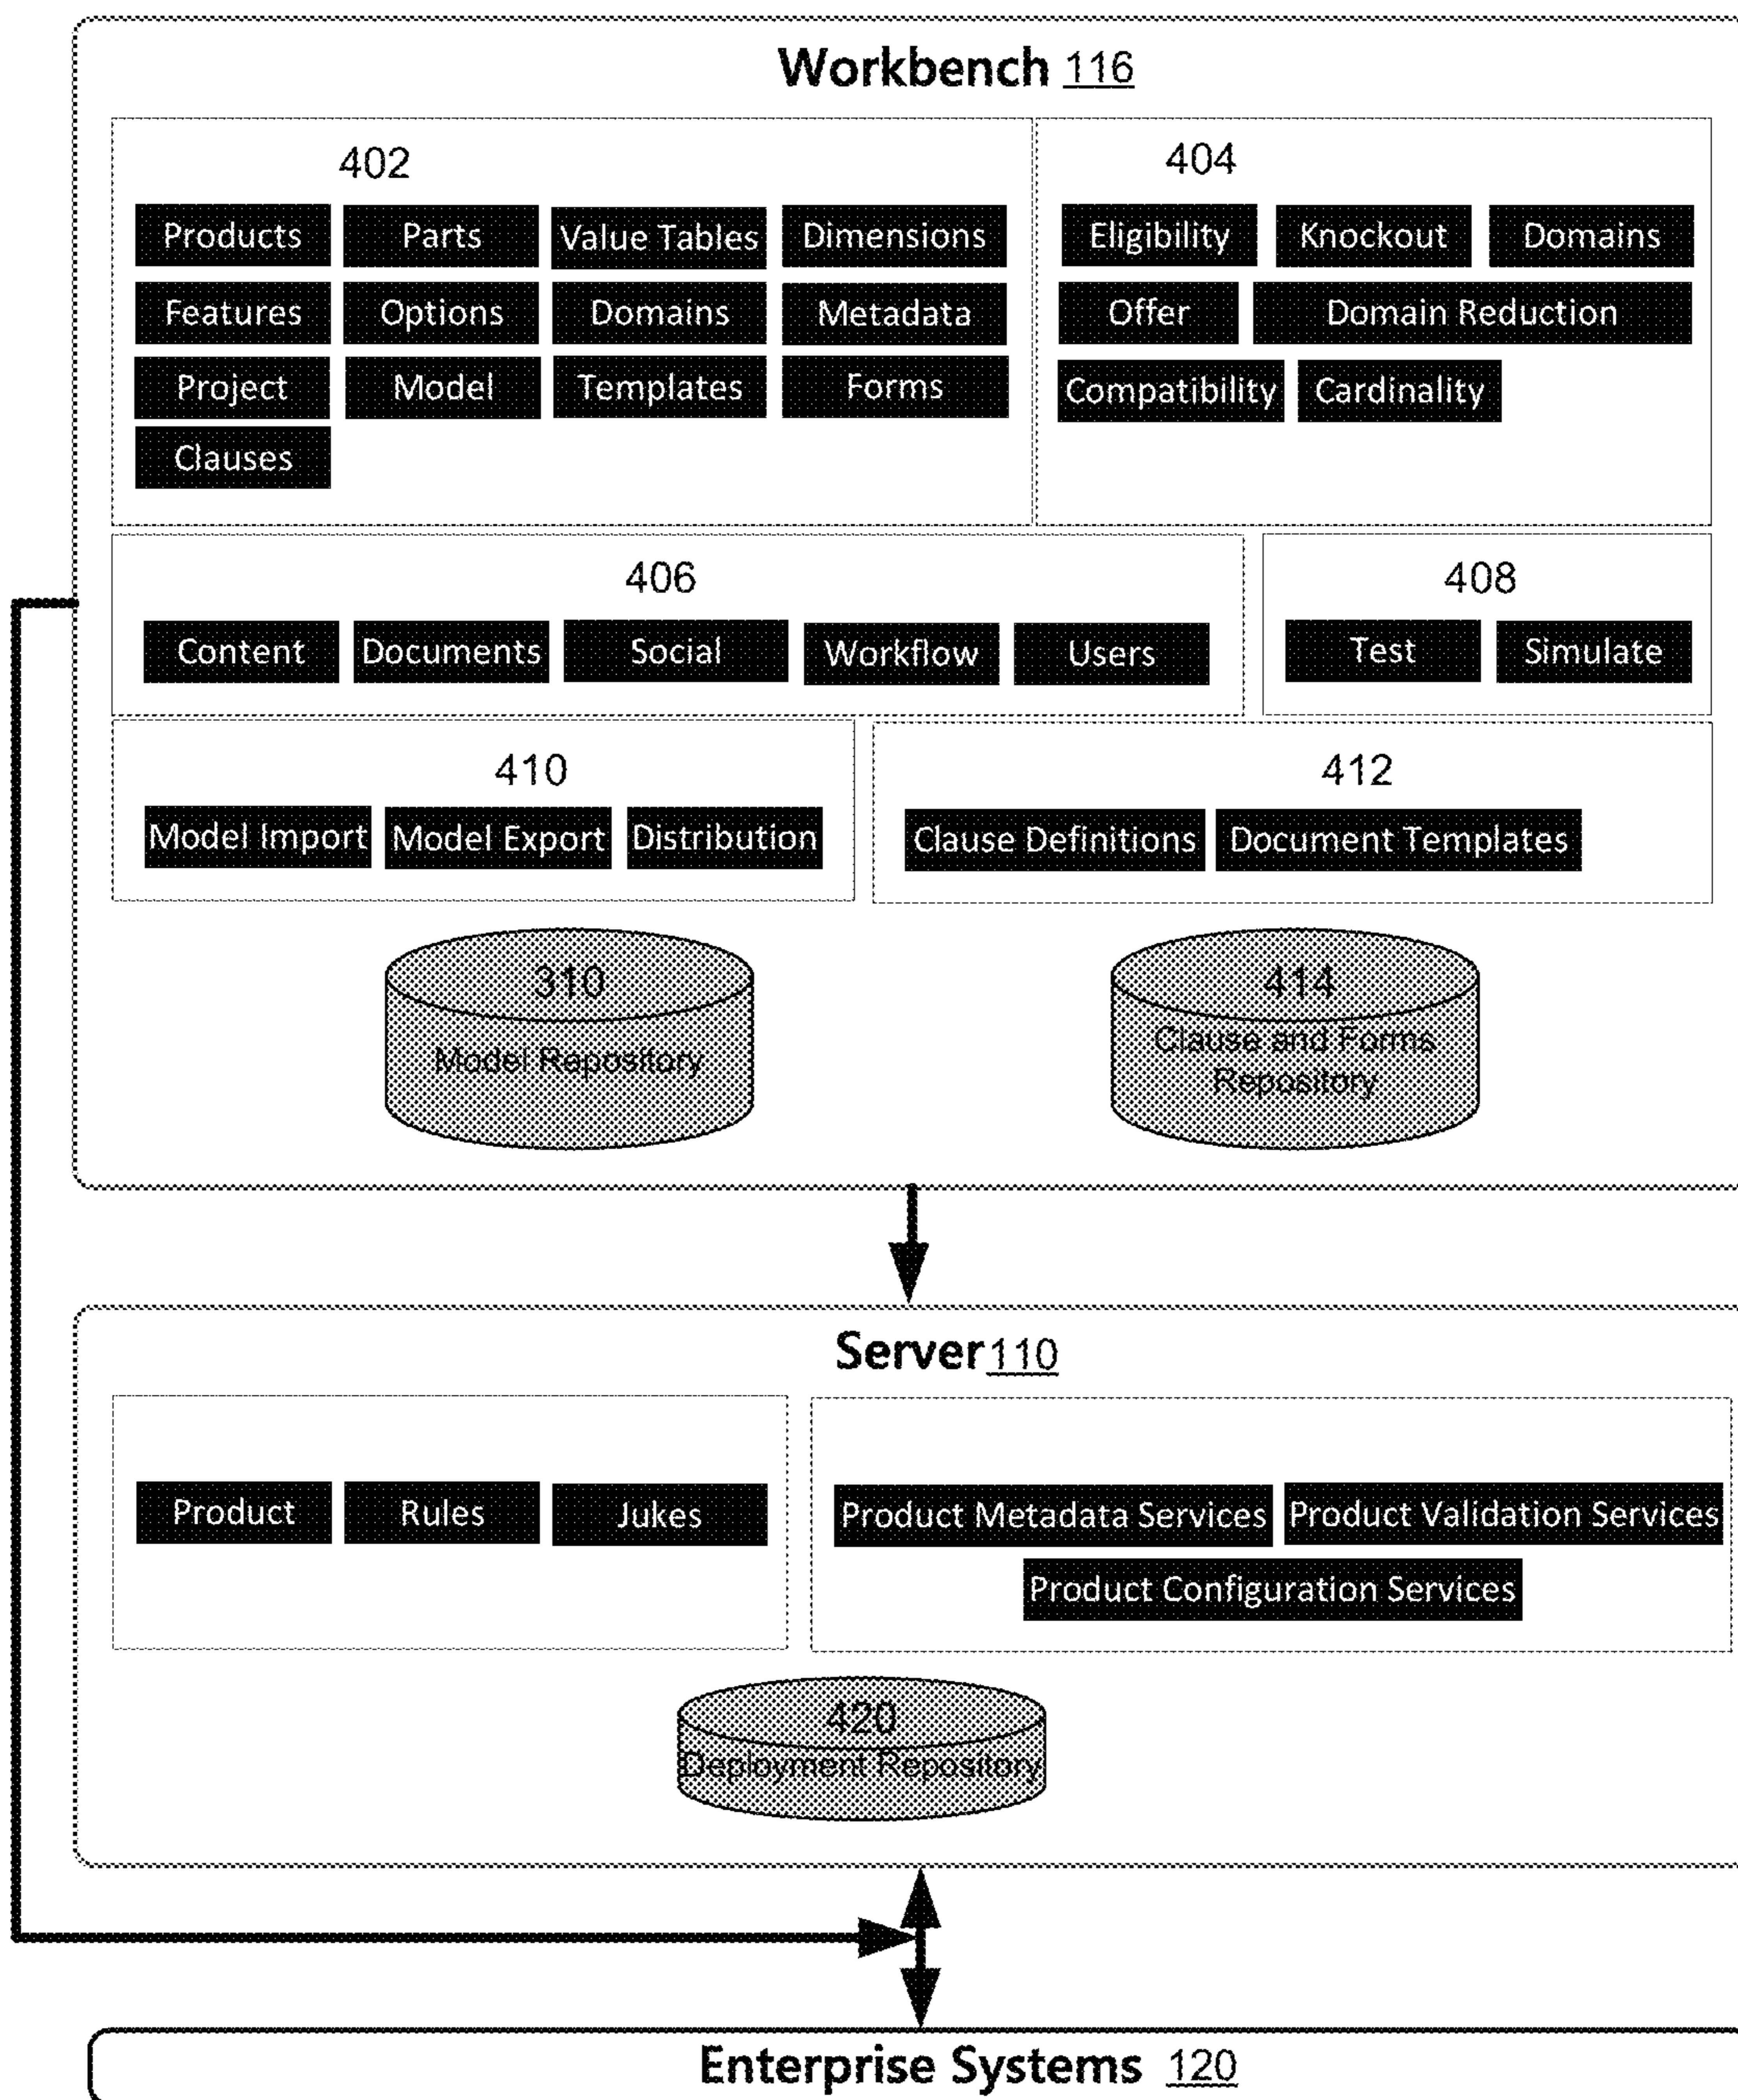 Workbench 116
402
Products Parts Value Tables Dimensions
Features Options Domains Metadata
Project Model Templates Forms
Clauses
404
Eligibility Knockout Domains
Offer Domain Reduction
Compatibility Cardinality
406
Content Documents Social Workflow Users
408
Test Simulate
410
Model Import Model Export Distribution
412
Clause Definitions Document Templates
310
Model Repository
414
Clause and Forms
Repository
Server 110
Product Rules Jukes
Product Metadata Services Product Validation Services
Product Configuration Services
420
Deployment Repository
Enterprise Systems 120